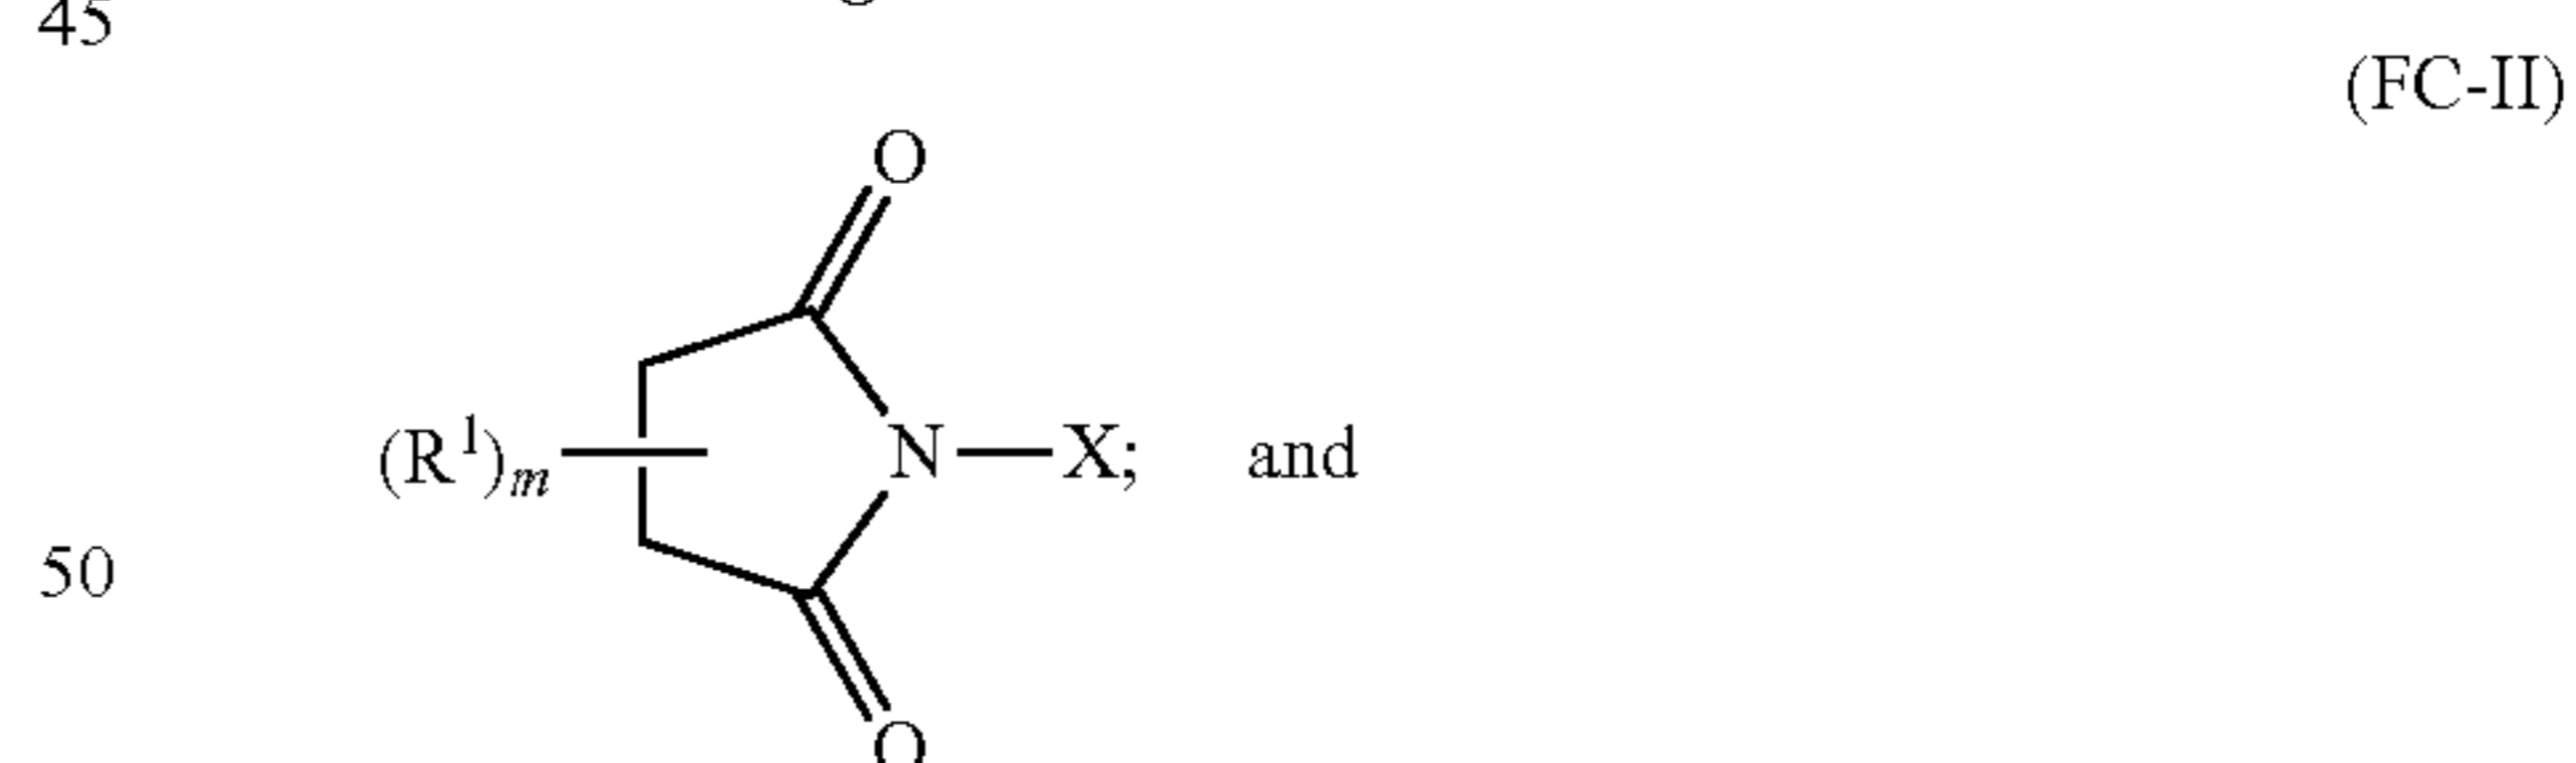 45
(FC-II)
O
(R¹)ₘ N—X; and
50
O